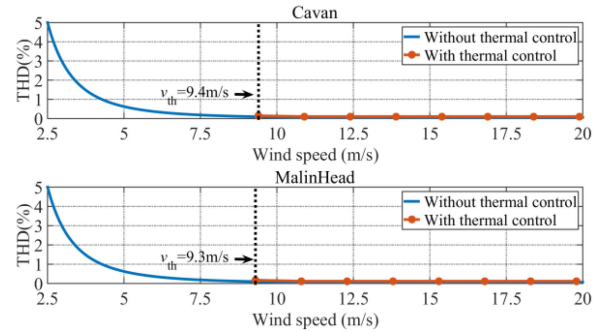 Cavan
THD(%)
5
4
3
2
1
0
Without thermal control
With thermal control
vth=9.4m/s
2.5 5 7.5 10 12.5 15 17.5 20
Wind speed (m/s)
MalinHead
THD(%)
5
4
3
2
1
0
Without thermal control
With thermal control
vth=9.3m/s
2.5 5 7.5 10 12.5 15 17.5 20
Wind speed (m/s)